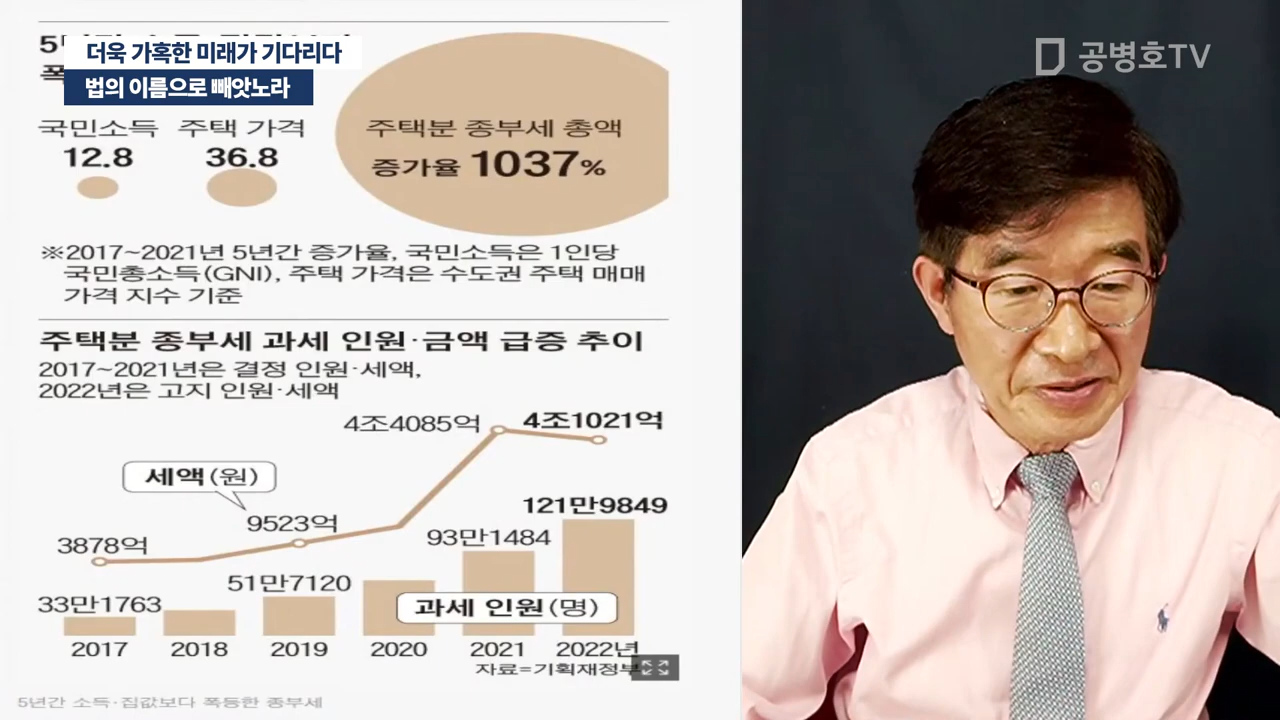 더욱 가혹한 미래가 기다리다
법의 이름으로 빼앗노라
공병호TV
국민소득
12.8
주택 가격
36.8
주택분 종부세 총액
증가율 1037%
※2017~2021년 5년간 증가율, 국민소득은 1인당
국민총소득(GNI), 주택 가격은 수도권 주택 매매
가격 지수 기준
주택분 종부세 과세 인원·금액 급증 추이
2017~2021년은 결정 인원·세액,
2022년은 고지 인원·세액
4조4085억
4조1021억
세액(원)
9523억
3878억
121만9849
93만1484
51만7120
33만1763
과세 인원(명)
2017 2018 2019 2020 2021 2022년
자료=기획재정부
5년간 소득·집값보다 폭등한 종부세